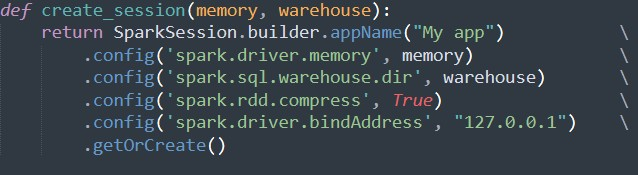 def create_session(memory, warehouse):
    return SparkSession.builder.appName("My app")            \
        .config('spark.driver.memory', memory)               \
        .config('spark.sql.warehouse.dir', warehouse)        \
        .config('spark.rdd.compress', True)                  \
        .config('spark.driver.bindAddress', "127.0.0.1")     \
        .getOrCreate()